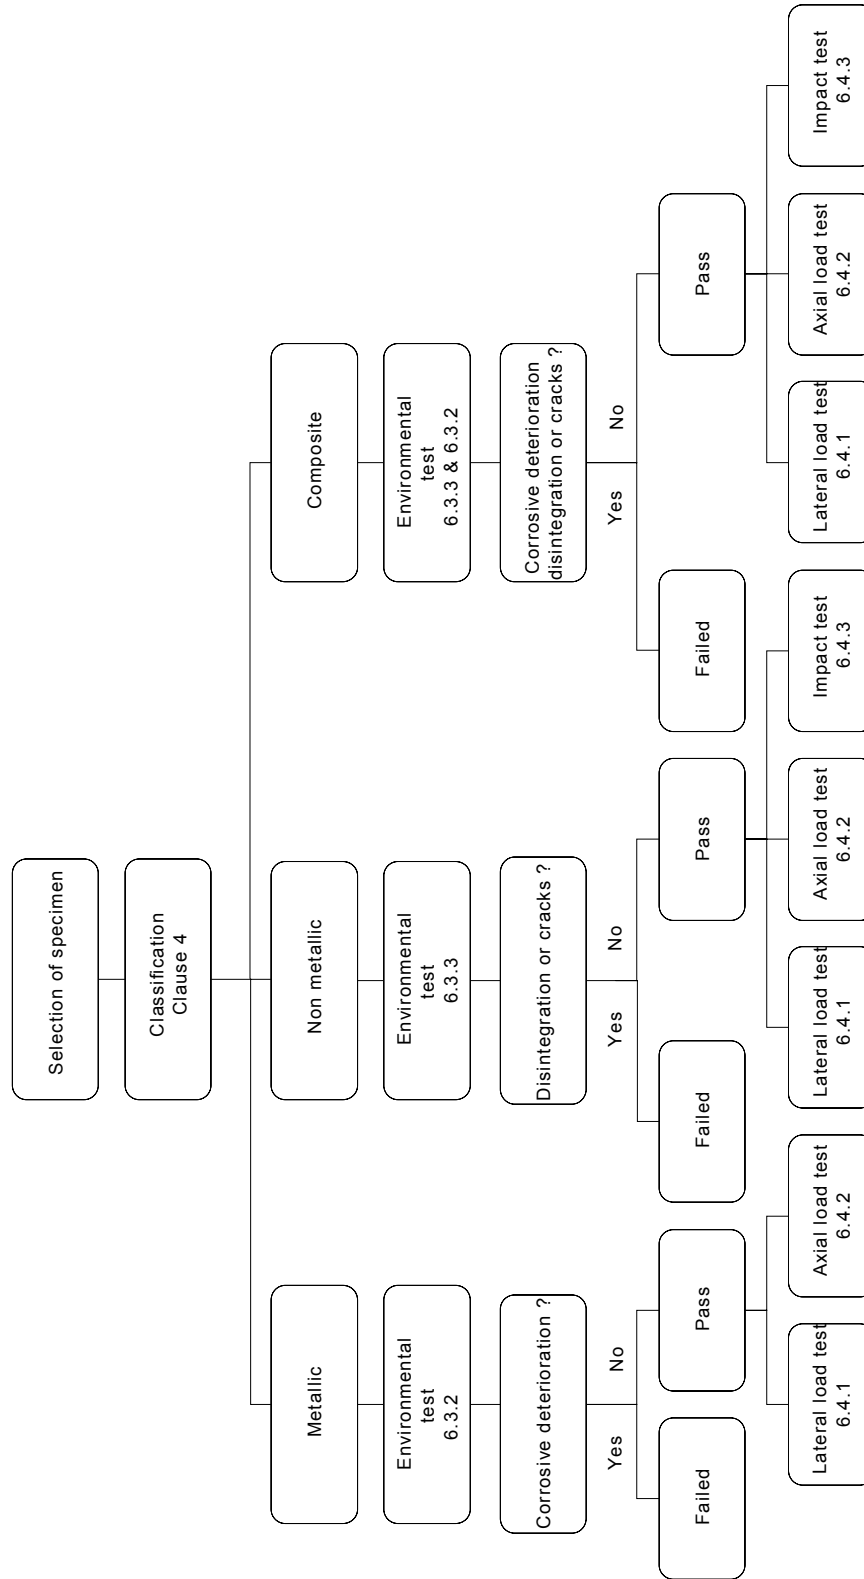 Selection of specimen
Classification
Clause 4
Metallic
Non metallic
Composite
Environmental
test
6.3.2
Environmental
test
6.3.3
Environmental
test
6.3.3 & 6.3.2
Corrosive deterioration ?
Disintegration or cracks ?
Corrosive deterioration
disintegration or cracks ?
Yes
No
Yes
No
Yes
No
Failed
Pass
Failed
Pass
Failed
Pass
Lateral load test
6.4.1
Axial load test
6.4.2
Lateral load test
6.4.1
Axial load test
6.4.2
Impact test
6.4.3
Lateral load test
6.4.1
Axial load test
6.4.2
Impact test
6.4.3